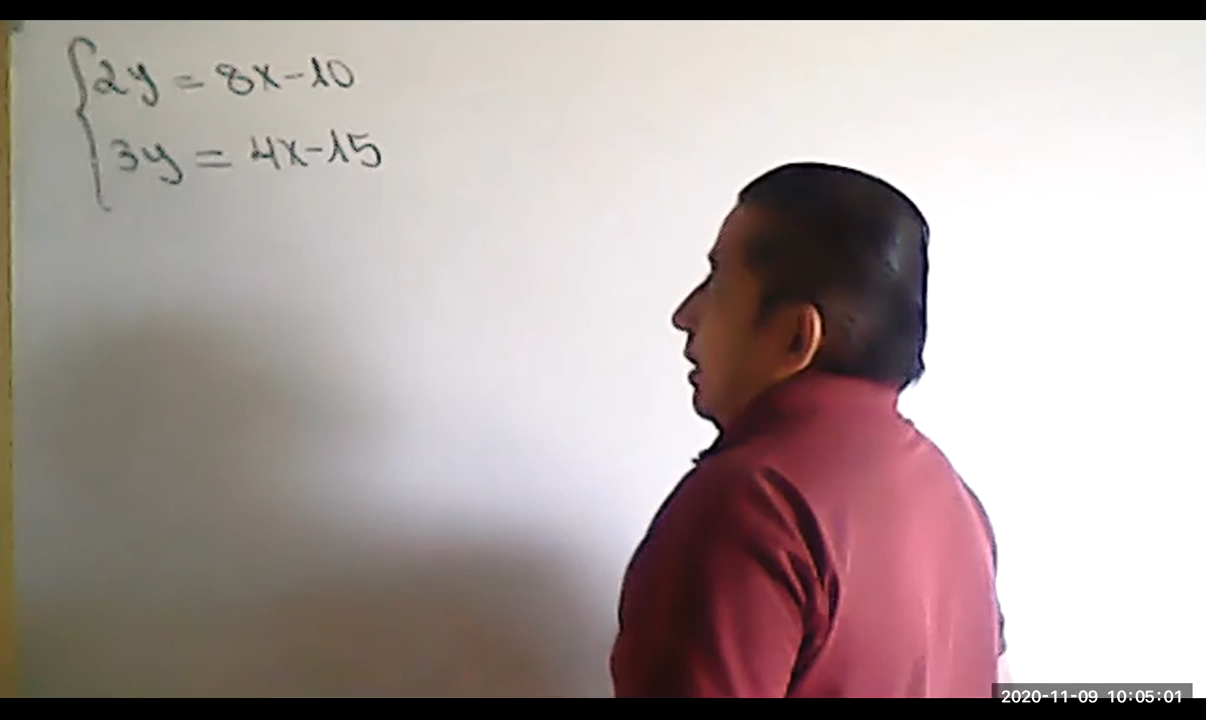 2y = 8x-10
3y = 4x-15
2020-11-09 10:05:01